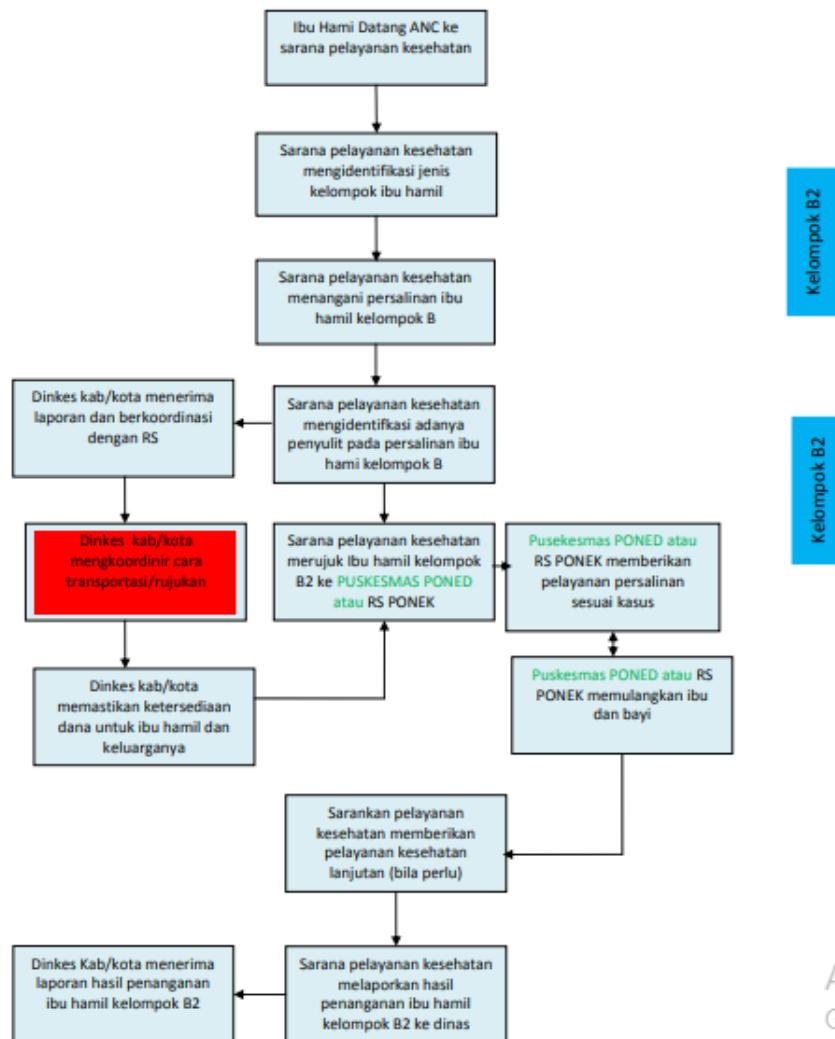 Ibu Hami Datang ANC ke
sarana pelayanan kesehatan
Sarana pelayanan kesehatan
mengidentifikasi jenis
kelompok ibu hamil
Kelompok B2
Sarana pelayanan kesehatan
menangani persalinan ibu
hamil kelompok B
Dinkes kab/kota menerima
laporan dan berkoordinasi
dengan RS
Sarana pelayanan kesehatan
mengidentifkasi adanya
penyulit pada persalinan ibu
hami kelompok B
Kelompok B2
Dinkes kab/kota
mengkoordinir cara
transportasi/rujukan
Sarana pelayanan kesehatan
merujuk Ibu hamil kelompok
B2 ke PUSKESMAS PONED
atau RS PONEK
Pusekesmas PONED atau
RS PONEK memberikan
pelayanan persalinan
sesuai kasus
Dinkes kab/kota
memastikan ketersediaan
dana untuk ibu hamil dan
keluarganya
Puskesmas PONED atau RS
PONEK memulangkan ibu
dan bayi
Sarankan pelayanan
kesehatan memberikan
pelayanan kesehatan
lanjutan (bila perlu)
Dinkes Kab/kota menerima
laporan hasil penanganan
ibu hamil kelompok B2
Sarana pelayanan kesehatan
melaporkan hasil
penanganan ibu hamil
kelompok B2 ke dinas